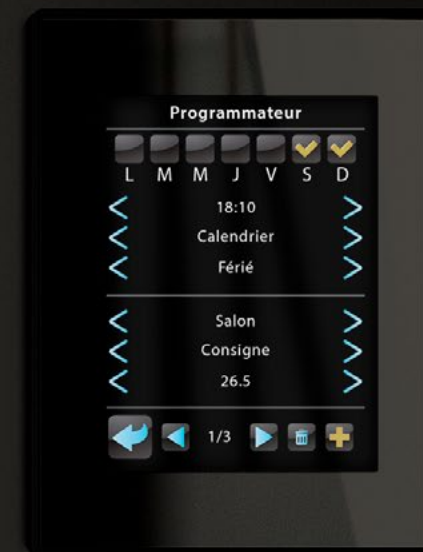 Programmateur
L M M J V S D
18:10
Calendrier
Férié
Salon
Consigne
26.5
1/3